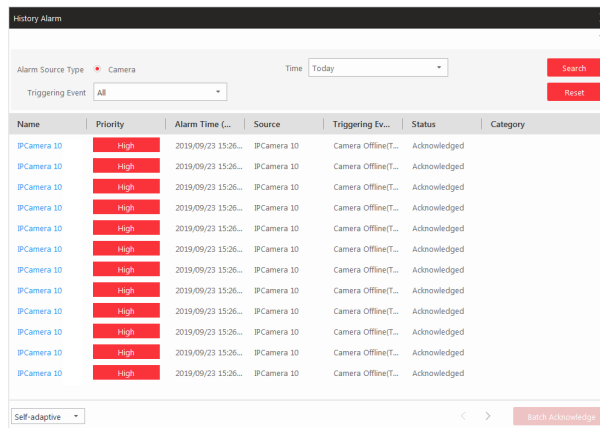 History Alarm
Alarm Source Type Camera Time Today Search
Triggering Event All Reset
Name Priority Alarm Time (... Source Triggering Ev... Status Category
IPCamera 10 High 2019/09/23 15:26... IPCamera 10 Camera Offline(T... Acknowledged
IPCamera 10 High 2019/09/23 15:26... IPCamera 10 Camera Offline(T... Acknowledged
IPCamera 10 High 2019/09/23 15:26... IPCamera 10 Camera Offline(T... Acknowledged
IPCamera 10 High 2019/09/23 15:26... IPCamera 10 Camera Offline(T... Acknowledged
IPCamera 10 High 2019/09/23 15:26... IPCamera 10 Camera Offline(T... Acknowledged
IPCamera 10 High 2019/09/23 15:26... IPCamera 10 Camera Offline(T... Acknowledged
IPCamera 10 High 2019/09/23 15:26... IPCamera 10 Camera Offline(T... Acknowledged
IPCamera 10 High 2019/09/23 15:26... IPCamera 10 Camera Offline(T... Acknowledged
IPCamera 10 High 2019/09/23 15:26... IPCamera 10 Camera Offline(T... Acknowledged
IPCamera 10 High 2019/09/23 15:26... IPCamera 10 Camera Offline(T... Acknowledged
IPCamera 10 High 2019/09/23 15:26... IPCamera 10 Camera Offline(T... Acknowledged
IPCamera 10 High 2019/09/23 15:26... IPCamera 10 Camera Offline(T... Acknowledged
Self-adaptive Batch Acknowledge